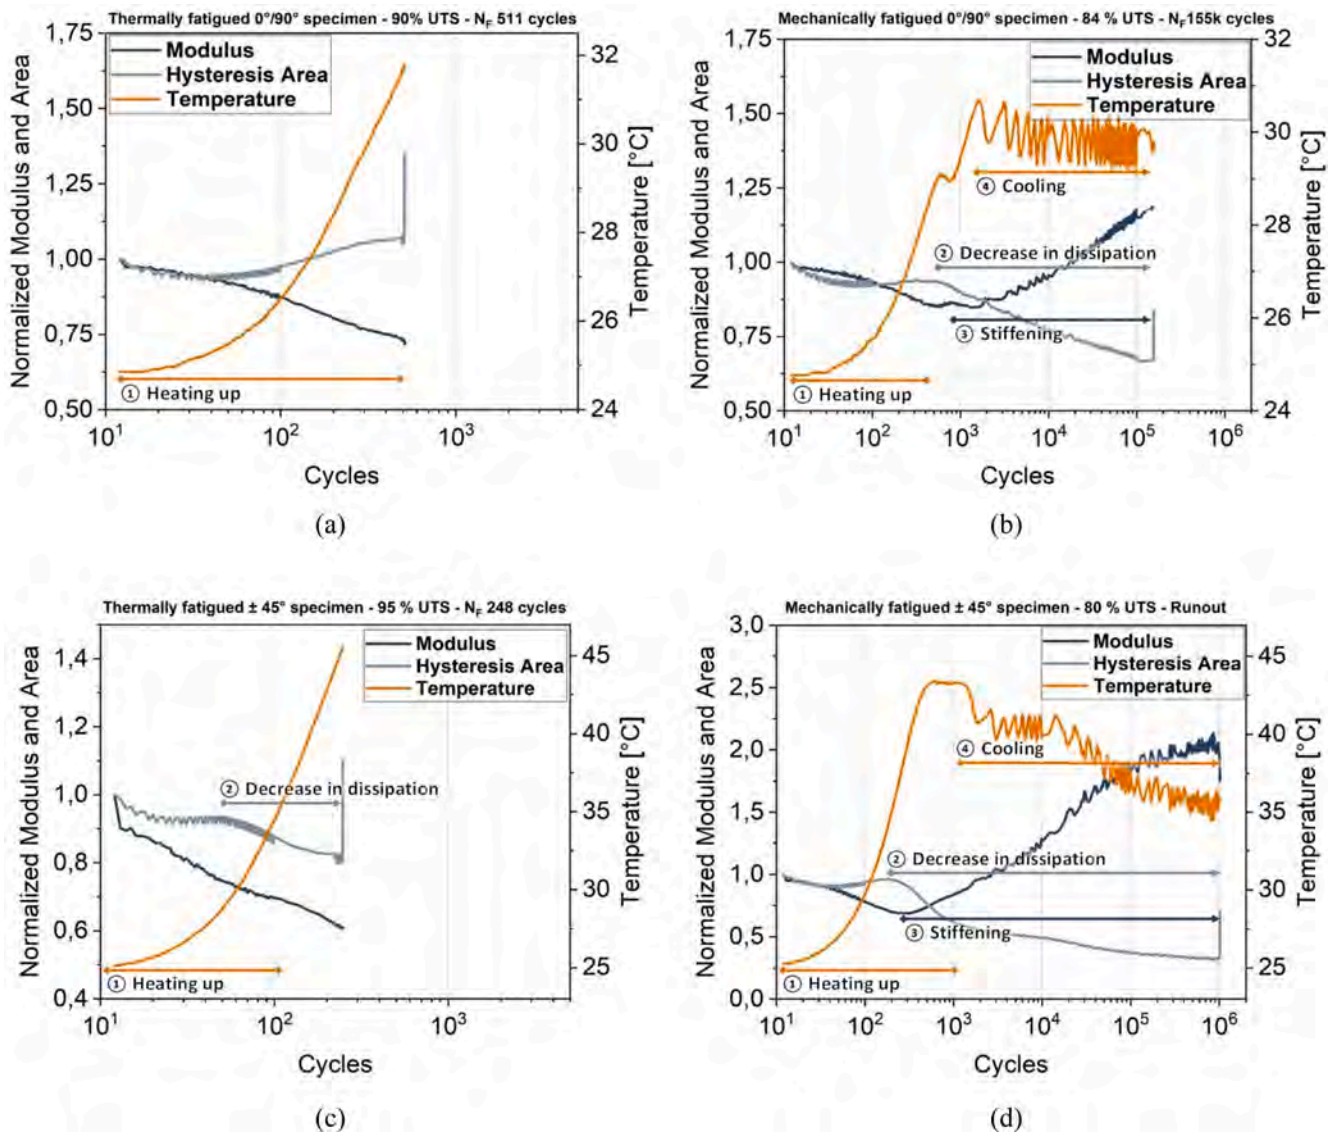 Thermally fatigued 0°/90° specimen - 90% UTS - N_F 511 cycles
Modulus
Hysteresis Area
Temperature
Normalized Modulus and Area
1,75
1,50
1,25
1,00
0,75
0,50
32
30
28
26
24
Temperature [°C]
① Heating up
10¹ 10² 10³
Cycles
(a)
Mechanically fatigued 0°/90° specimen - 84 % UTS - N_F155k cycles
Modulus
Hysteresis Area
Temperature
Normalized Modulus and Area
1,75
1,50
1,25
1,00
0,75
0,50
32
30
28
26
24
Temperature [°C]
④ Cooling
② Decrease in dissipation
③ Stiffening
① Heating up
10¹ 10² 10³ 10⁴ 10⁵ 10⁶
Cycles
(b)
Thermally fatigued ± 45° specimen - 95 % UTS - N_F 248 cycles
Modulus
Hysteresis Area
Temperature
Normalized Modulus and Area
1,4
1,2
1,0
0,8
0,6
0,4
45
40
35
30
25
Temperature [°C]
② Decrease in dissipation
① Heating up
10¹ 10² 10³
Cycles
(c)
Mechanically fatigued ± 45° specimen - 80 % UTS - Runout
Modulus
Hysteresis Area
Temperature
Normalized Modulus and Area
3,0
2,5
2,0
1,5
1,0
0,5
0,0
45
40
35
30
25
Temperature [°C]
④ Cooling
② Decrease in dissipation
③ Stiffening
① Heating up
10¹ 10² 10³ 10⁴ 10⁵ 10⁶
Cycles
(d)